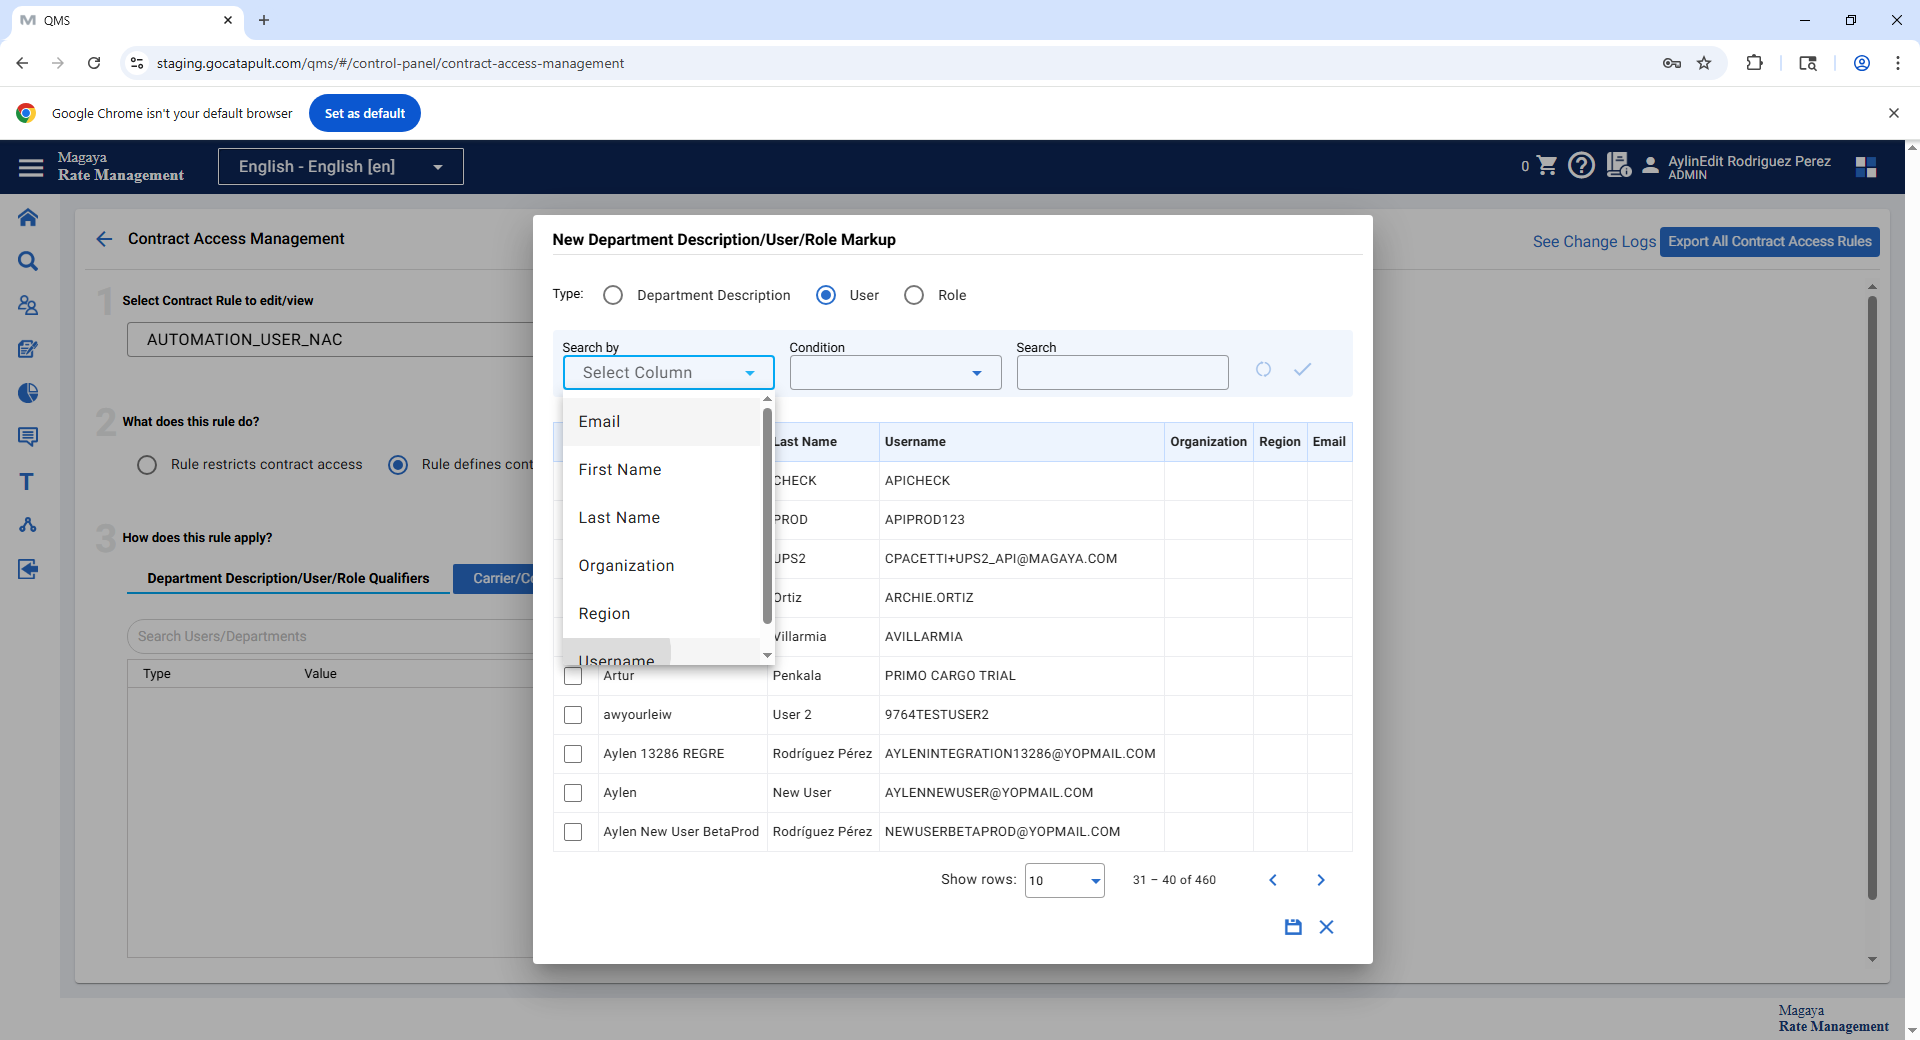 QMS
staging.gocatapult.com/qms/#/control-panel/contract-access-management
Google Chrome isn't your default browser
Set as default
Magaya
Rate Management
English - English [en]
0
AylinEdit Rodriguez Perez
ADMIN
Contract Access Management
See Change Logs
Export All Contract Access Rules
1
Select Contract Rule to edit/view
AUTOMATION_USER_NAC
2
What does this rule do?
Rule restricts contract access
Rule defines cont
3
How does this rule apply?
Department Description/User/Role Qualifiers
Carrier/Co
Search Users/Departments
Type
Value
New Department Description/User/Role Markup
Type:
Department Description
User
Role
Search by
Condition
Search
Select Column
Email
First Name
Last Name
Organization
Region
Username
Last Name
Username
Organization
Region
Email
CHECK
APICHECK
PROD
APIPROD123
UPS2
CPACETTI+UPS2_API@MAGAYA.COM
Ortiz
ARCHIE.ORTIZ
Villarmia
AVILLARMIA
Artur
Penkala
PRIMO CARGO TRIAL
awyourleiw
User 2
9764TESTUSER2
Aylen 13286 REGRE
Rodríguez Pérez
AYLENINTEGRATION13286@YOPMAIL.COM
Aylen
New User
AYLENNEWUSER@YOPMAIL.COM
Aylen New User BetaProd
Rodríguez Pérez
NEWUSERBETAPROD@YOPMAIL.COM
Show rows:
10
31 – 40 of 460
Magaya
Rate Management